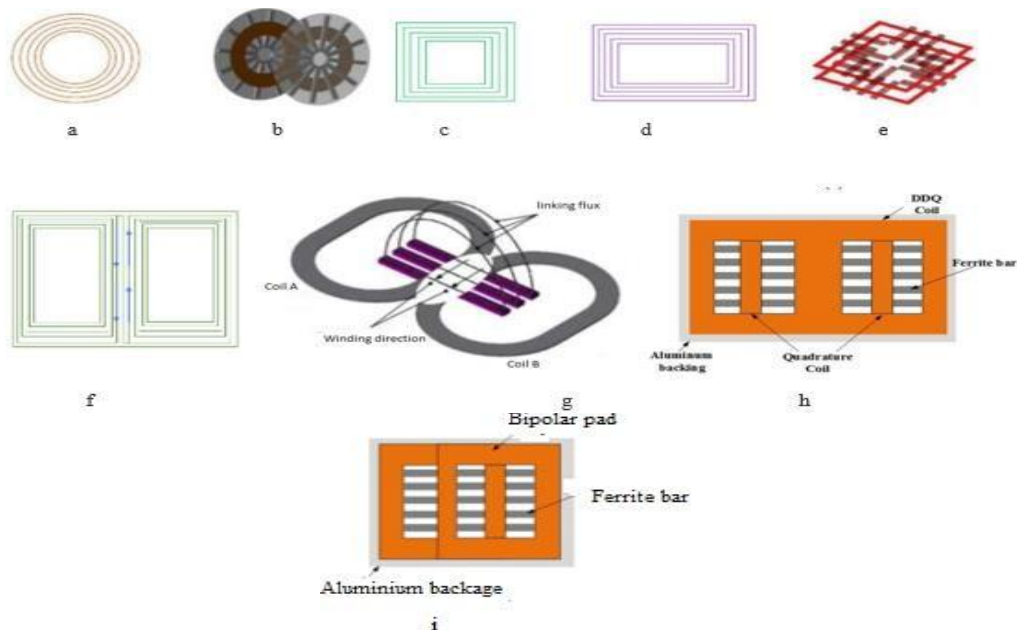 a
b
c
d
e
linking flux
Coil A
Winding direction
Coil B
DDQ
Coil
Ferrite bar
Aluminum
backing
Quadrature
Coil
f
g
h
Bipolar pad
Ferrite bar
Aluminium backage
i